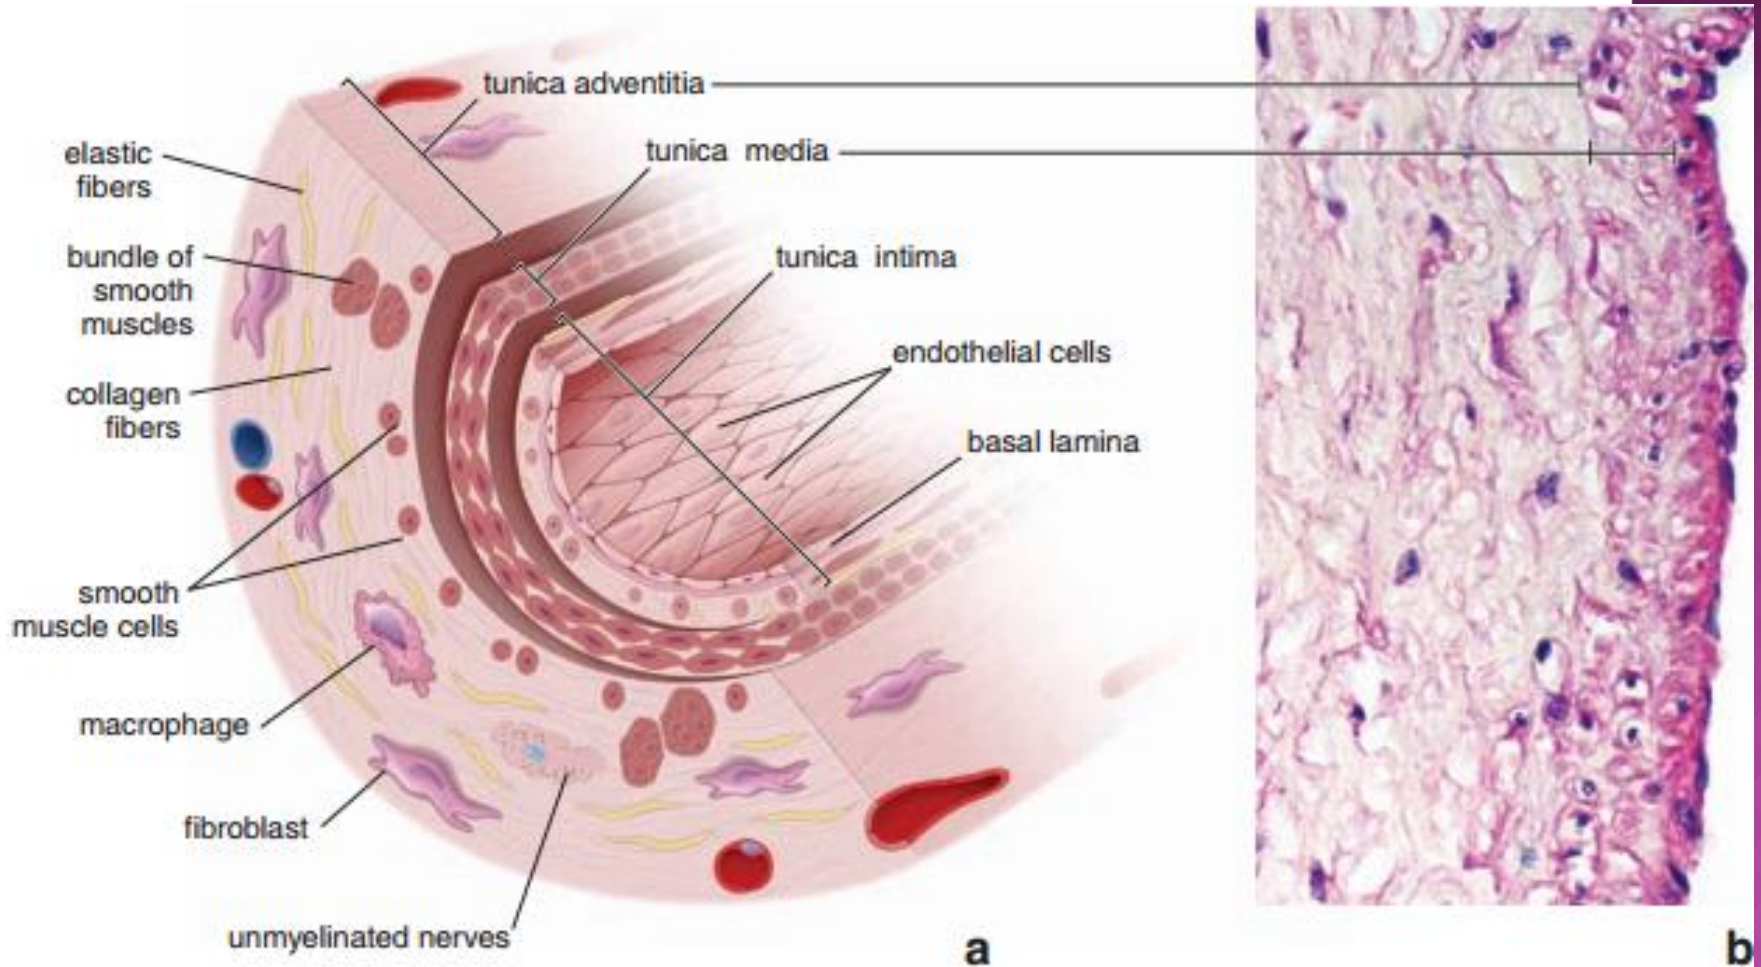 tunica adventitia
tunica media
elastic
fibers
bundle of
smooth
muscles
tunica intima
endothelial cells
collagen
fibers
basal lamina
smooth
muscle cells
macrophage
fibroblast
unmyelinated nerves
a
b